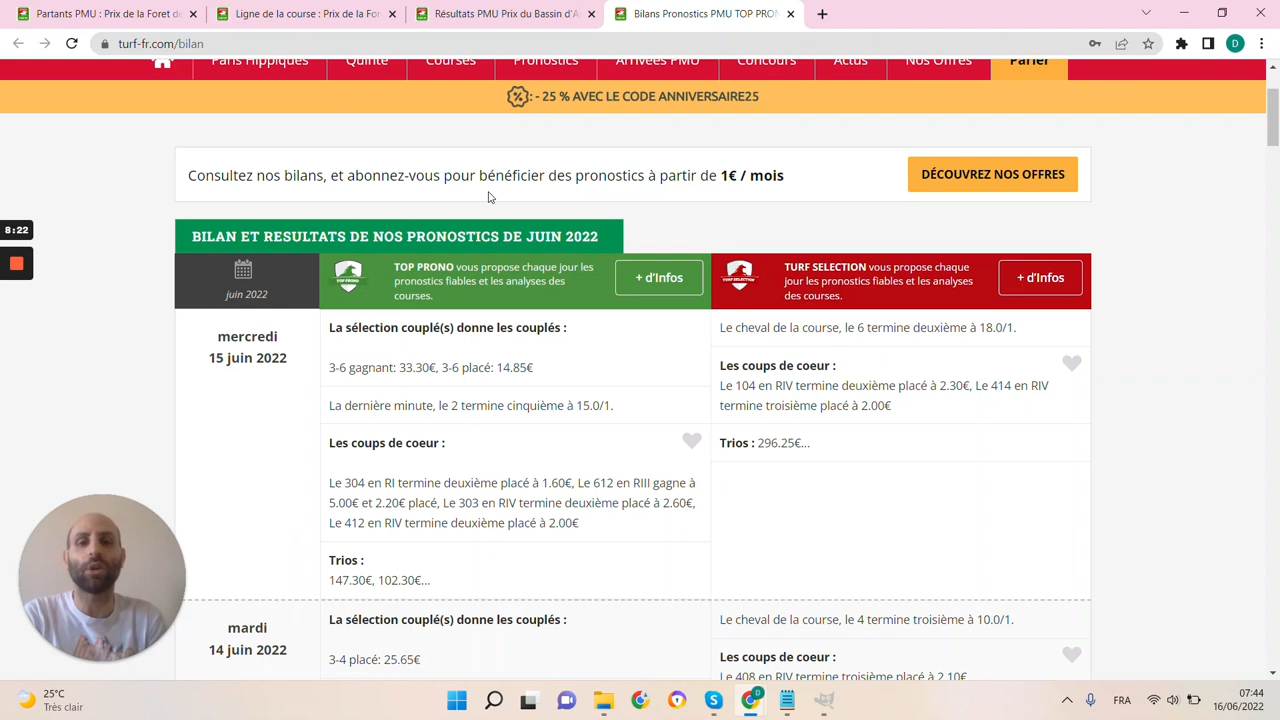 Partants PMU : Prix de la Foret de
Ligne de la course : Prix de la For
Résultats PMU Prix du Bassin d'A
Bilans Pronostics PMU TOP PRON
turf-fr.com/bilan
D
Paris Hippiques
Quinté
Courses
Pronostics
Arrivées PMU
Concours
Actus
Nos Offres
Parier
: - 25 % AVEC LE CODE ANNIVERSAIRE25
Consultez nos bilans, et abonnez-vous pour bénéficier des pronostics à partir de 1€ / mois
DÉCOUVREZ NOS OFFRES
8:22
BILAN ET RESULTATS DE NOS PRONOSTICS DE JUIN 2022
juin 2022
TOP PRONO
TOP PRONO vous propose chaque jour les
pronostics fiables et les analyses des
courses.
+ d'Infos
TURF SELECTION
TURF SELECTION vous propose chaque
jour les pronostics fiables et les analyses
des courses.
+ d'Infos
mercredi
15 juin 2022
La sélection couplé(s) donne les couplés :
3-6 gagnant: 33.30€, 3-6 placé: 14.85€
La dernière minute, le 2 termine cinquième à 15.0/1.
Les coups de coeur :
Le 304 en RI termine deuxième placé à 1.60€, Le 612 en RIII gagne à
5.00€ et 2.20€ placé, Le 303 en RIV termine deuxième placé à 2.60€,
Le 412 en RIV termine deuxième placé à 2.00€
Trios :
147.30€, 102.30€...
Le cheval de la course, le 6 termine deuxième à 18.0/1.
Les coups de coeur :
Le 104 en RIV termine deuxième placé à 2.30€, Le 414 en RIV
termine troisième placé à 2.00€
Trios : 296.25€...
mardi
14 juin 2022
La sélection couplé(s) donne les couplés :
3-4 placé: 25.65€
Le cheval de la course, le 4 termine troisième à 10.0/1.
Les coups de coeur :
Le 408 en RIV termine troisième placé à 2.10€
25°C
Très clair
D
FRA
07:44
16/06/2022